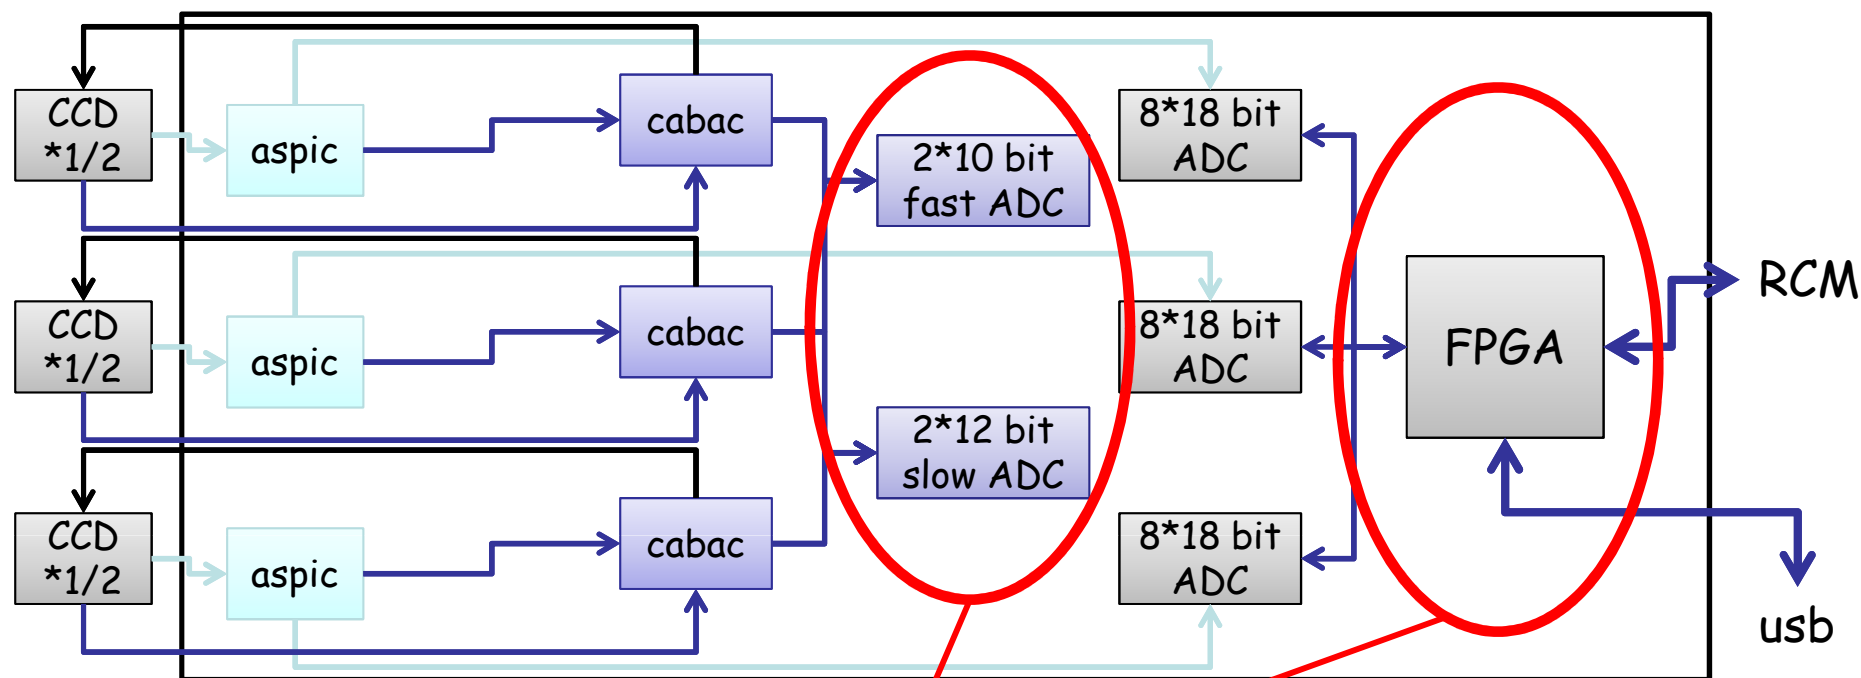 CCD
*1/2
aspic
cabac
2*10 bit
fast ADC
8*18 bit
ADC
CCD
*1/2
aspic
cabac
8*18 bit
ADC
FPGA
RCM
2*12 bit
slow ADC
CCD
*1/2
aspic
cabac
8*18 bit
ADC
usb